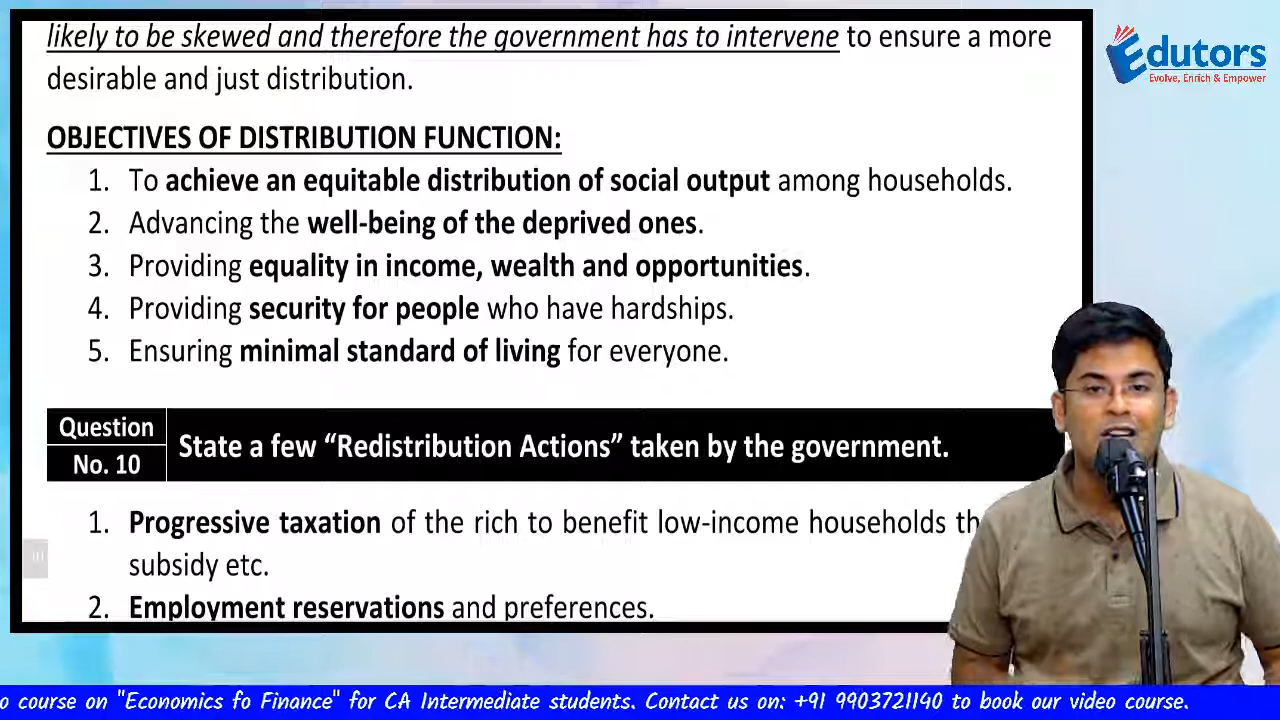 likely to be skewed and therefore the government has to intervene to ensure a more
desirable and just distribution.
OBJECTIVES OF DISTRIBUTION FUNCTION:
1. To achieve an equitable distribution of social output among households.
2. Advancing the well-being of the deprived ones.
3. Providing equality in income, wealth and opportunities.
4. Providing security for people who have hardships.
5. Ensuring minimal standard of living for everyone.
Question
No. 10
State a few “Redistribution Actions” taken by the government.
1. Progressive taxation of the rich to benefit low-income households
subsidy etc.
2. Employment reservations and preferences.
Edutors
Evolve, Enrich & Empower
course on "Economics fo Finance" for CA Intermediate students. Contact us on: +91 9903721140 to book our video course.